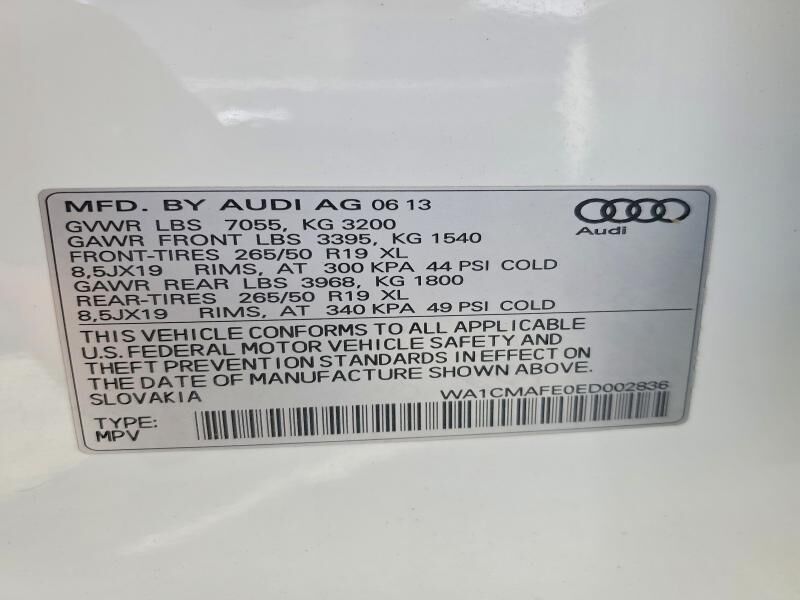 MFD. BY AUDI AG 06 13
GVWR LBS 7055, KG 3200
GAWR FRONT LBS 3395, KG 1540
FRONT-TIRES 265/50 R19 XL
8,5JX19 RIMS, AT 300 KPA 44 PSI COLD
GAWR REAR LBS 3968, KG 1800
REAR-TIRES 265/50 R19 XL
8,5JX19 RIMS, AT 340 KPA 49 PSI COLD
Audi
THIS VEHICLE CONFORMS TO ALL APPLICABLE
U.S. FEDERAL MOTOR VEHICLE SAFETY AND
THEFT PREVENTION STANDARDS IN EFFECT ON
THE DATE OF MANUFACTURE SHOWN ABOVE.
SLOVAKIA WA1CMAFE0ED002836
TYPE:
MPV